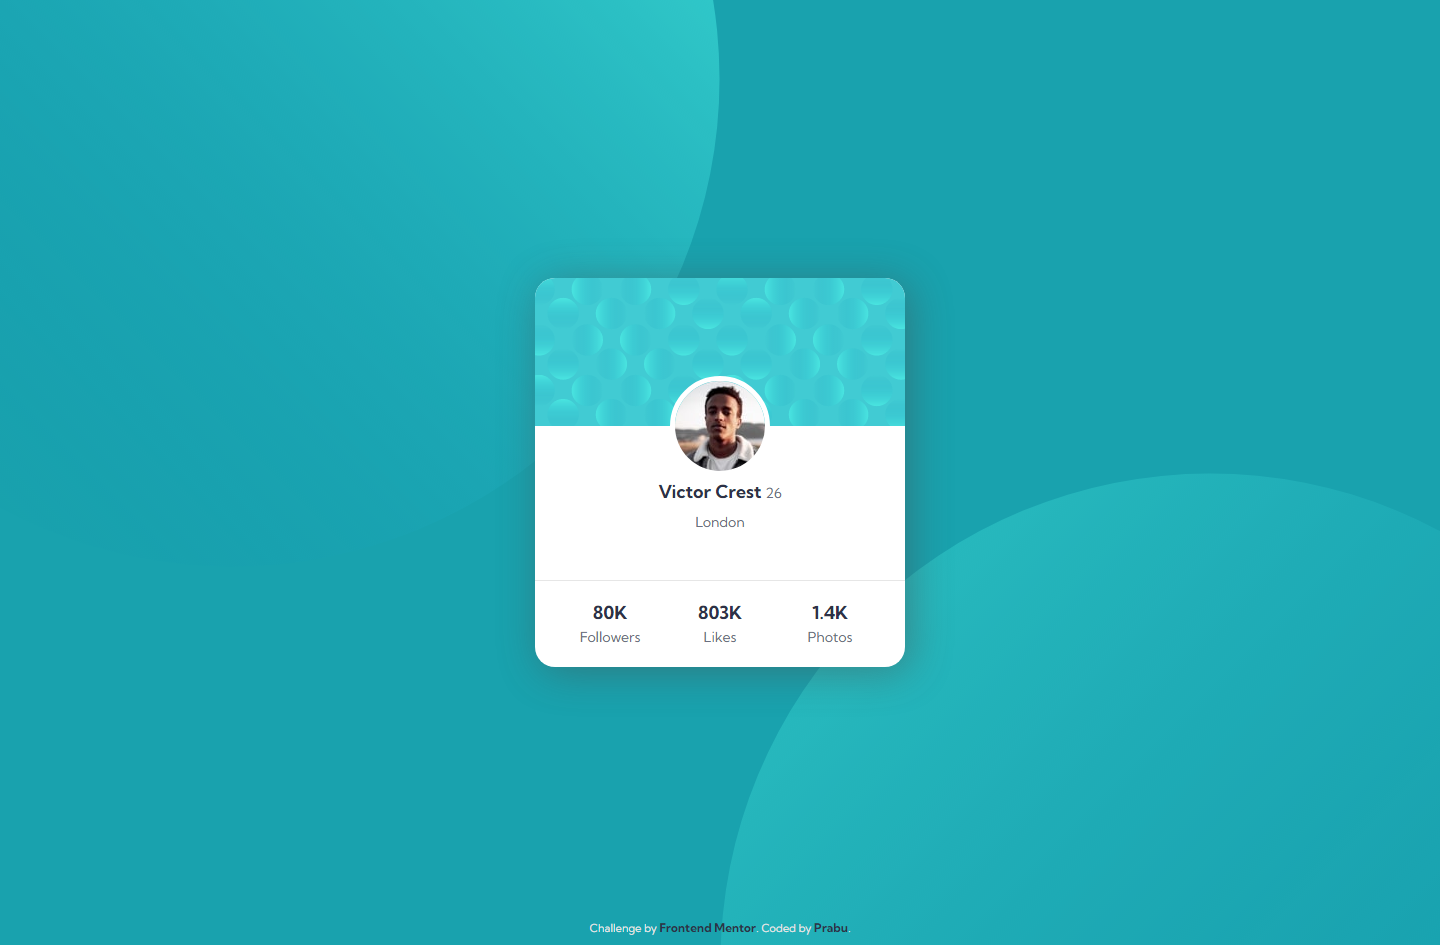 Victor Crest 26
London
80K 803K 1.4K
Followers Likes Photos
Challenge by Frontend Mentor. Coded by Prabu.